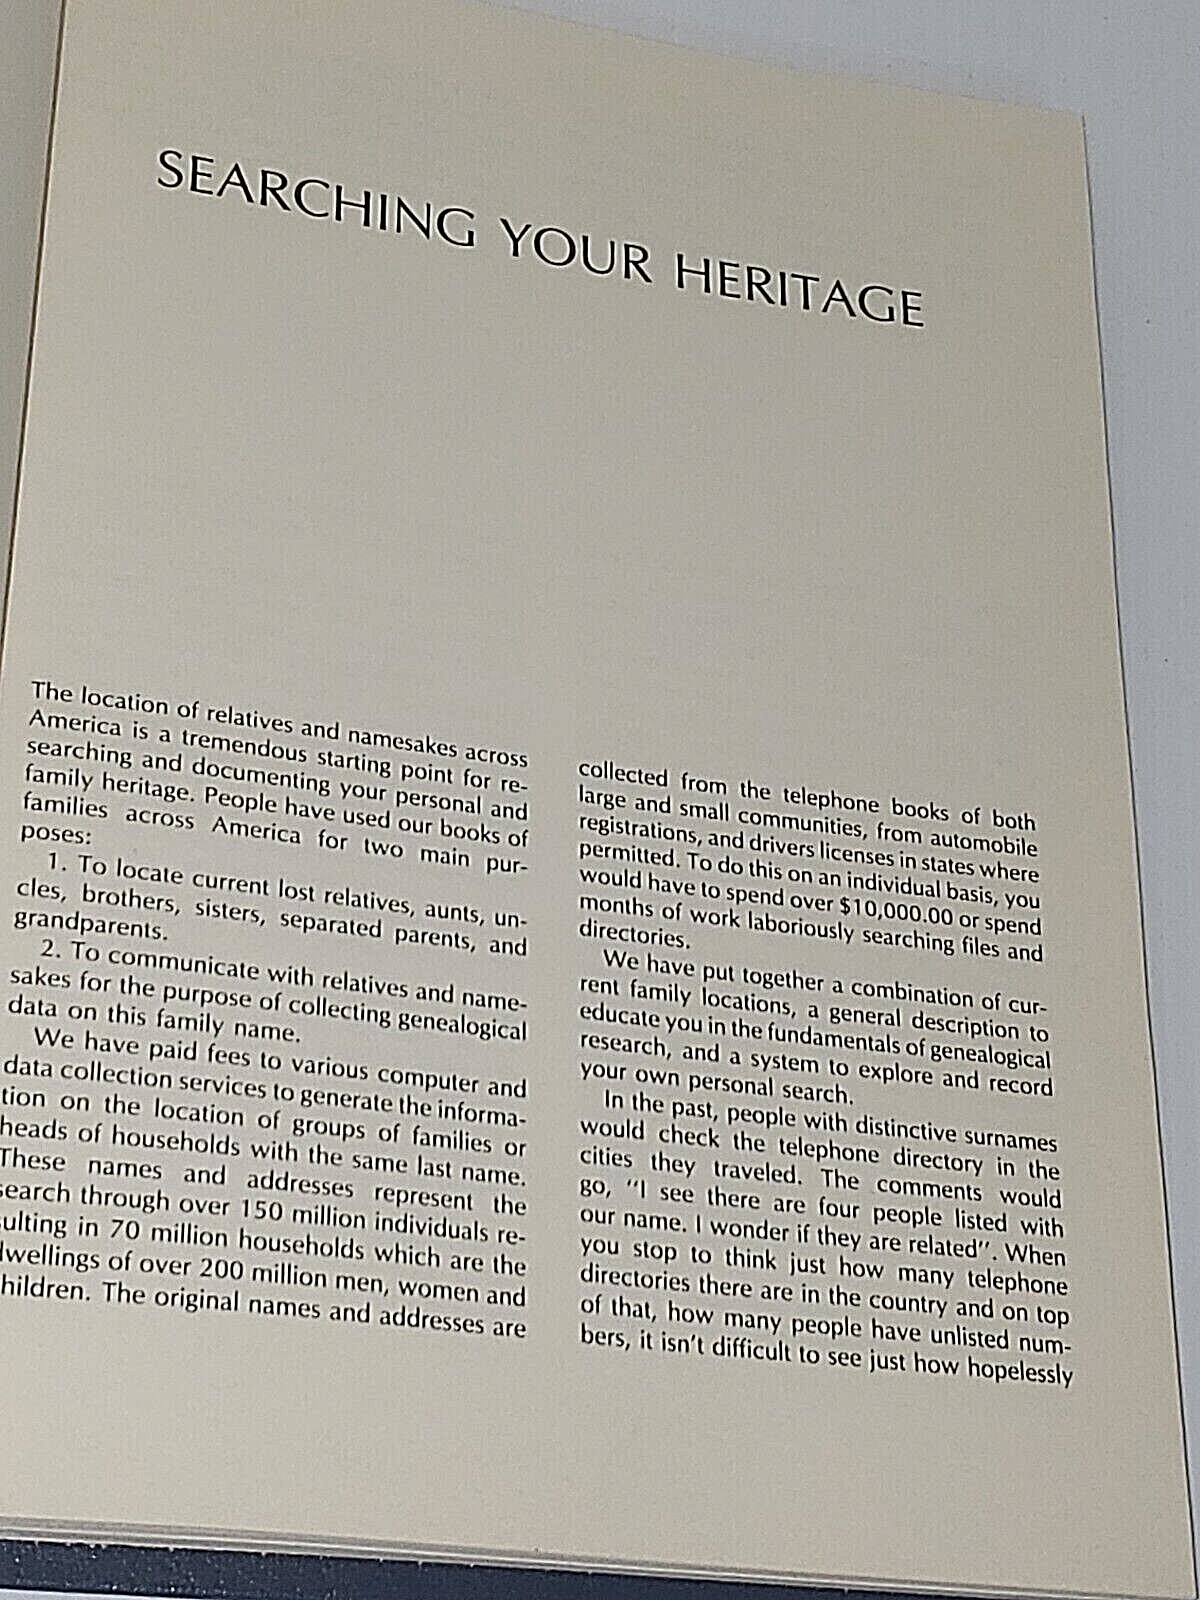 SEARCHING YOUR HERITAGE
The location of relatives and namesakes across
America is a tremendous starting point for re-
searching and documenting your personal and
family heritage. People have used our books of
families across America for two main pur-
poses:
1. To locate current lost relatives, aunts, un-
cles, brothers, sisters, separated parents, and
grandparents.
2. To communicate with relatives and name-
sakes for the purpose of collecting genealogical
data on this family name.
We have paid fees to various computer and
data collection services to generate the informa-
tion on the location of groups of families or
heads of households with the same last name.
These names and addresses represent the
search through over 150 million individuals re-
sulting in 70 million households which are the
dwellings of over 200 million men, women and
hildren. The original names and addresses are
collected from the telephone books of both
large and small communities, from automobile
registrations, and drivers licenses in states where
permitted. To do this on an individual basis, you
would have to spend over $10,000.00 or spend
months of work laboriously searching files and
directories.
We have put together a combination of cur-
rent family locations, a general description to
educate you in the fundamentals of genealogical
research, and a system to explore and record
your own personal search.
In the past, people with distinctive surnames
would check the telephone directory in the
cities they traveled. The comments would
go, "I see there are four people listed with
our name. I wonder if they are related". When
you stop to think just how many telephone
directories there are in the country and on top
of that, how many people have unlisted num-
bers, it isn't difficult to see just how hopelessly